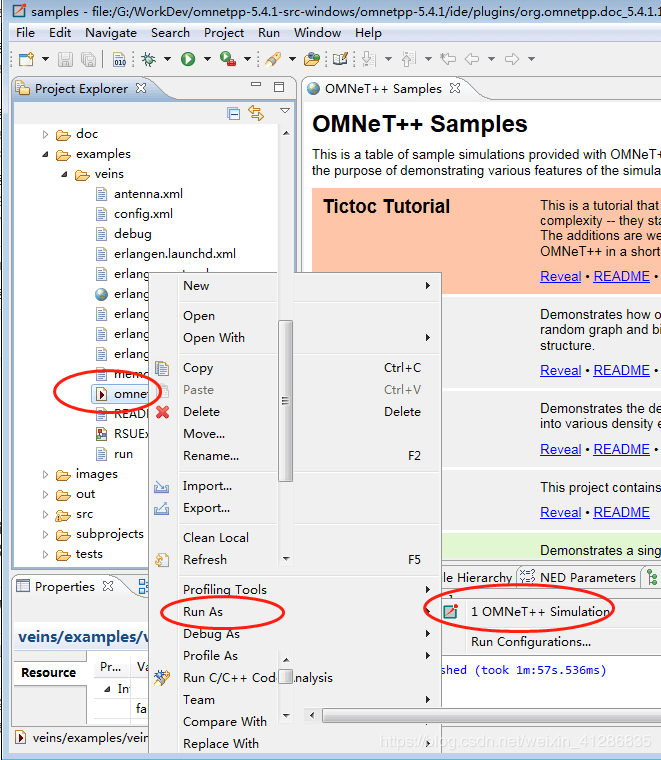 samples - file:/G:/WorkDev/omnetpp-5.4.1-src-windows/omnetpp-5.4.1/ide/plugins/org.omnetpp.doc_5.4.1.1
File Edit Navigate Search Project Run Window Help
Project Explorer
OMNeT++ Samples
doc
examples
veins
antenna.xml
config.xml
debug
erlangen.launchd.xml
erlang
erlang
erlang
erlang
erlang
omnet
READ
RSUEx
run
images
out
src
subprojects
tests
OMNeT++ Samples
This is a table of sample simulations provided with OMNeT+
the purpose of demonstrating various features of the simula
Tictoc Tutorial
This is a tutorial that
complexity -- they sta
The additions are we
OMNeT++ in a short
Reveal • README •
Demonstrates how o
random graph and bi
structure.
Reveal • README •
Demonstrates the de
into various density e
Reveal • README •
This project contains
Reveal • README
Demonstrates a sing
New
Open
Open With
Copy Ctrl+C
Paste Ctrl+V
Delete Delete
Move...
Rename... F2
Import...
Export...
Clean Local
Refresh F5
Profiling Tools
Run As
Debug As
Profile As
Run C/C++ Code Analysis
Team
Compare With
Replace With
Properties
le Hierarchy
NED Parameters
1 OMNeT++ Simulation
Run Configurations...
shed (took 1m:57s.536ms)
veins/examples/v
Resource
Pr... Va
In
fa
veins/examples/vein
https://blog.csdn.net/weixin_41286835